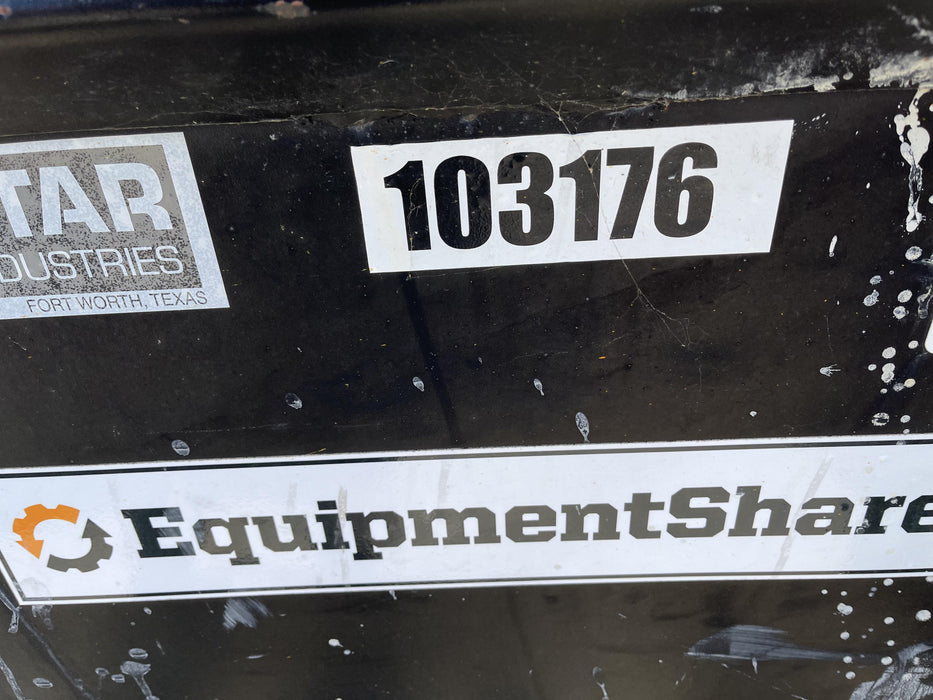 TAR
DUSTRIES
FORT WORTH, TEXAS
103176
EquipmentShare